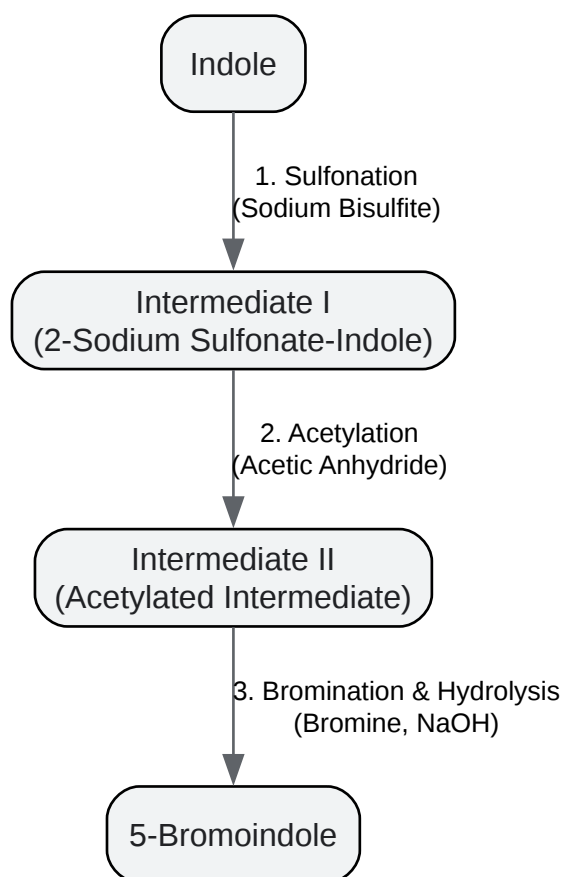 Indole
1. Sulfonation
(Sodium Bisulfite)
Intermediate I
(2-Sodium Sulfonate-Indole)
2. Acetylation
(Acetic Anhydride)
Intermediate II
(Acetylated Intermediate)
3. Bromination & Hydrolysis
(Bromine, NaOH)
5-Bromoindole